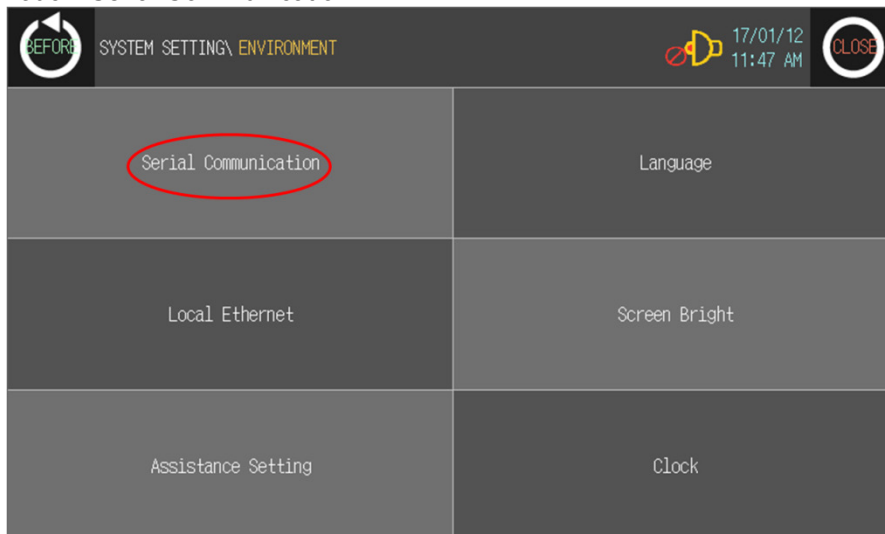 BEFORE
SYSTEM SETTING\ ENVIRONMENT
17/01/12
11:47 AM
CLOSE
Serial Communication
Language
Local Ethernet
Screen Bright
Assistance Setting
Clock